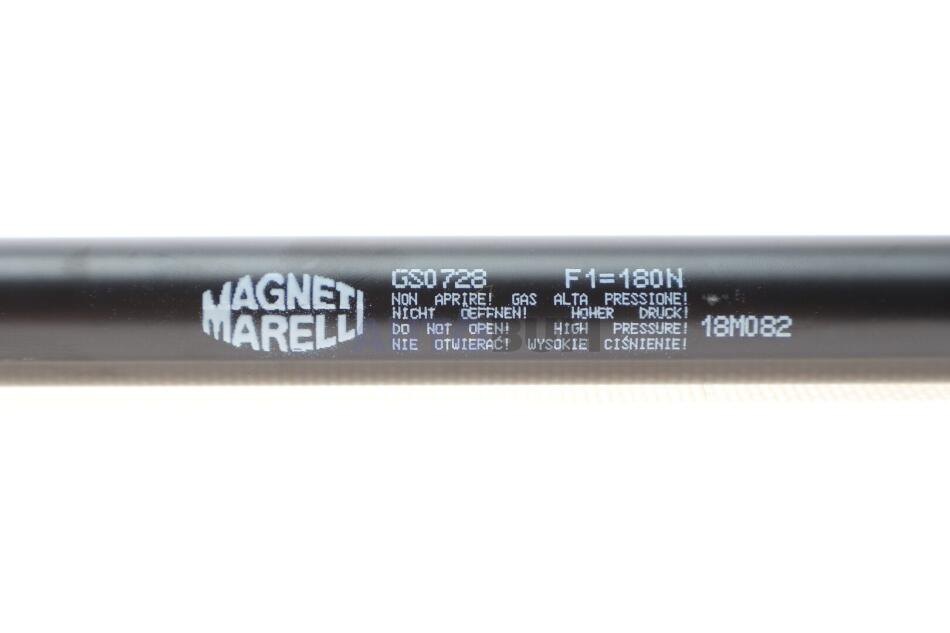 MAGNETI
MARELLI
GS0728 F1=180N
NON APRIRE! GAS ALTA PRESSIONE!
NICHT OEFFNEN! HOHER DRUCK!
DO NOT OPEN! HIGH PRESSURE!
NIE OTWIERAĆ! WYSOKIE CIŚNIENIE!
18M082